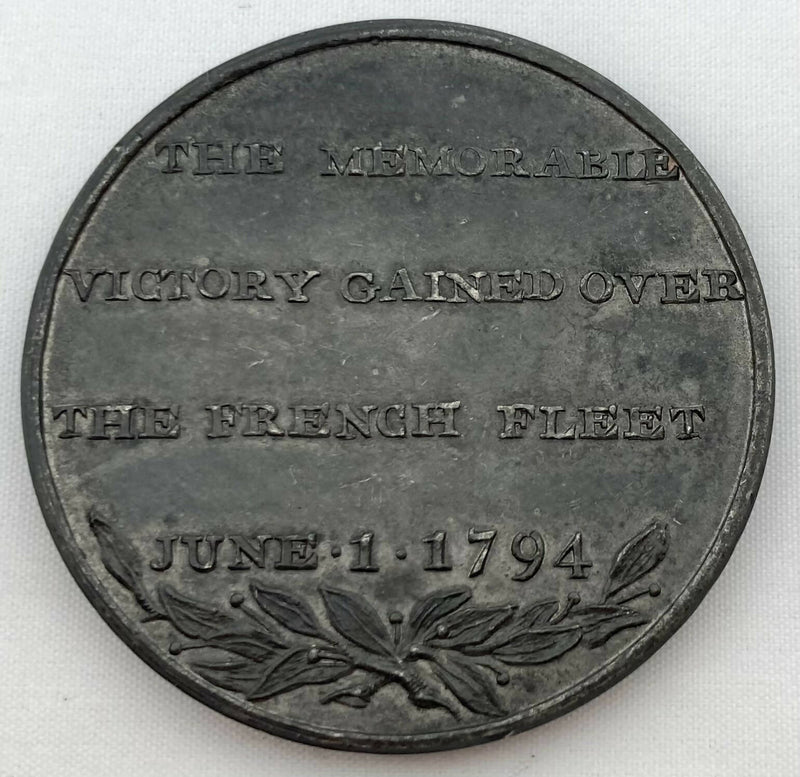 THE MEMORABLE
VICTORY GAINED OVER
THE FRENCH FLEET
JUNE·1·1794